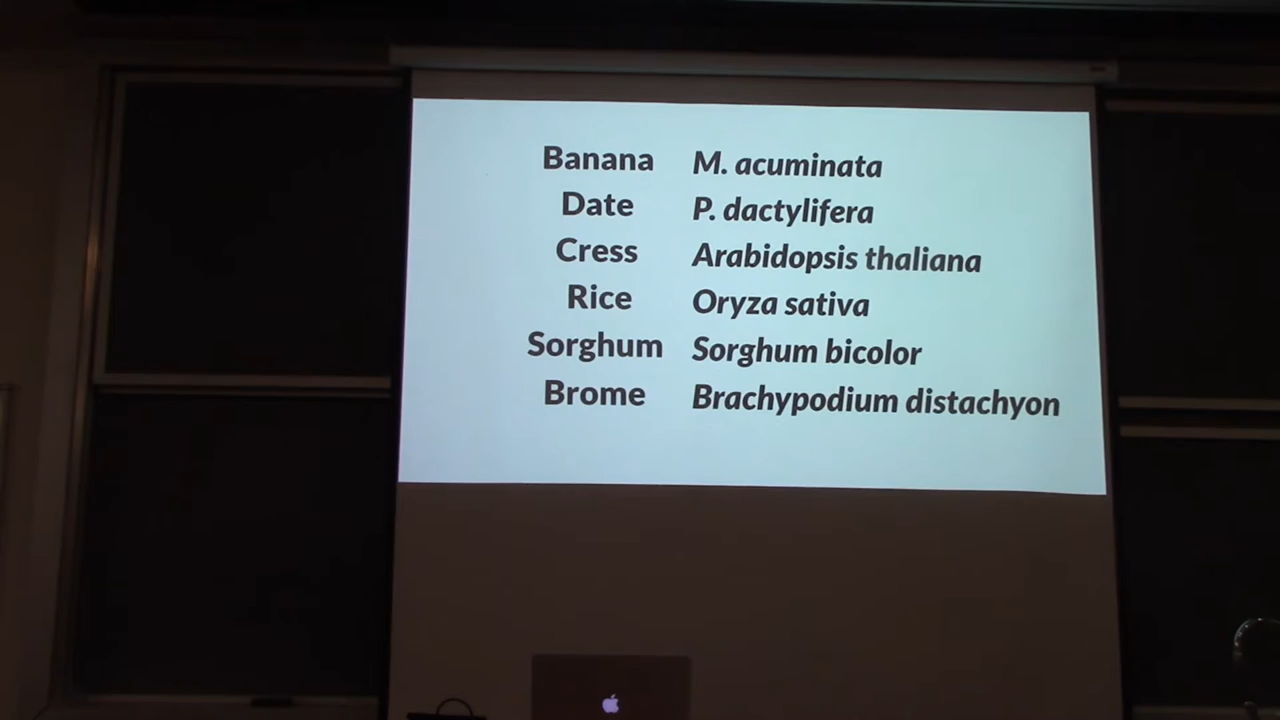 Banana M. acuminata
Date P. dactylifera
Cress Arabidopsis thaliana
Rice Oryza sativa
Sorghum Sorghum bicolor
Brome Brachypodium distachyon